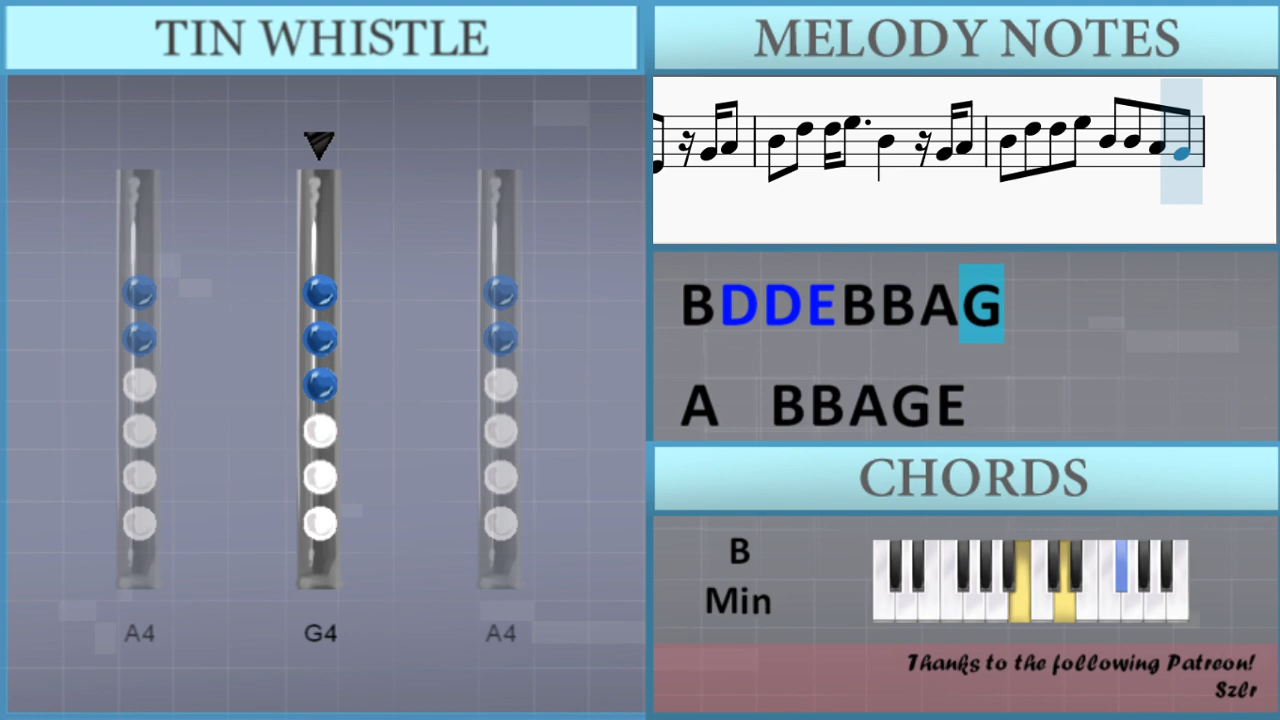 TIN WHISTLE
A4
G4
A4
MELODY NOTES
BDDEBBAG
A BBAGE
CHORDS
B
Min
Thanks to the following Patreon!
Szlr